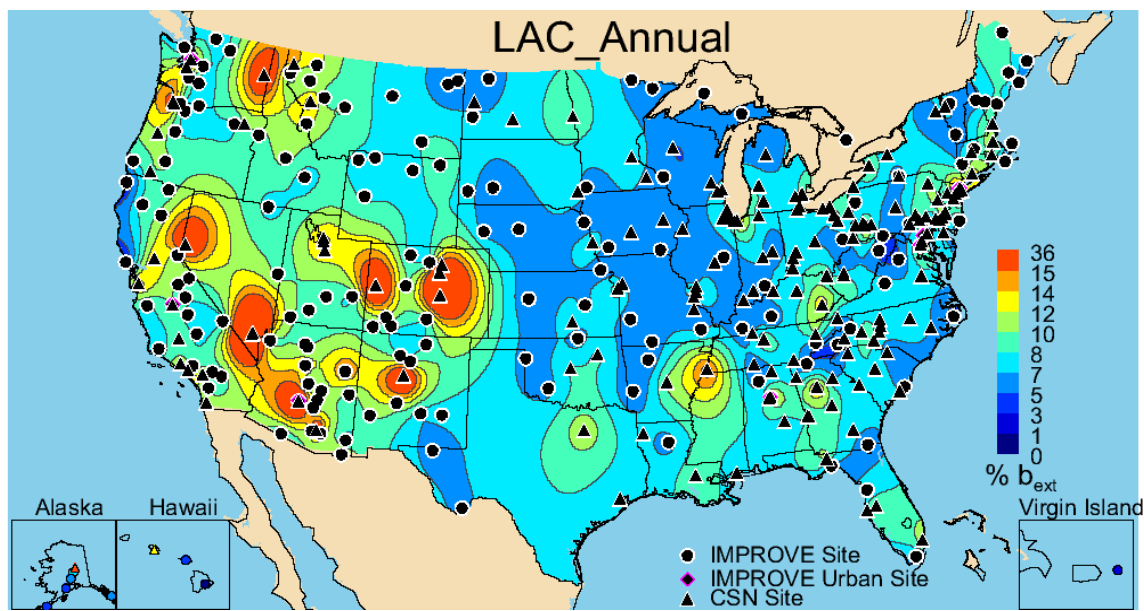 LAC_Annual
36
15
14
12
10
8
7
5
3
1
0
% bext
Alaska
Hawaii
Virgin Island
IMPROVE Site
IMPROVE Urban Site
CSN Site